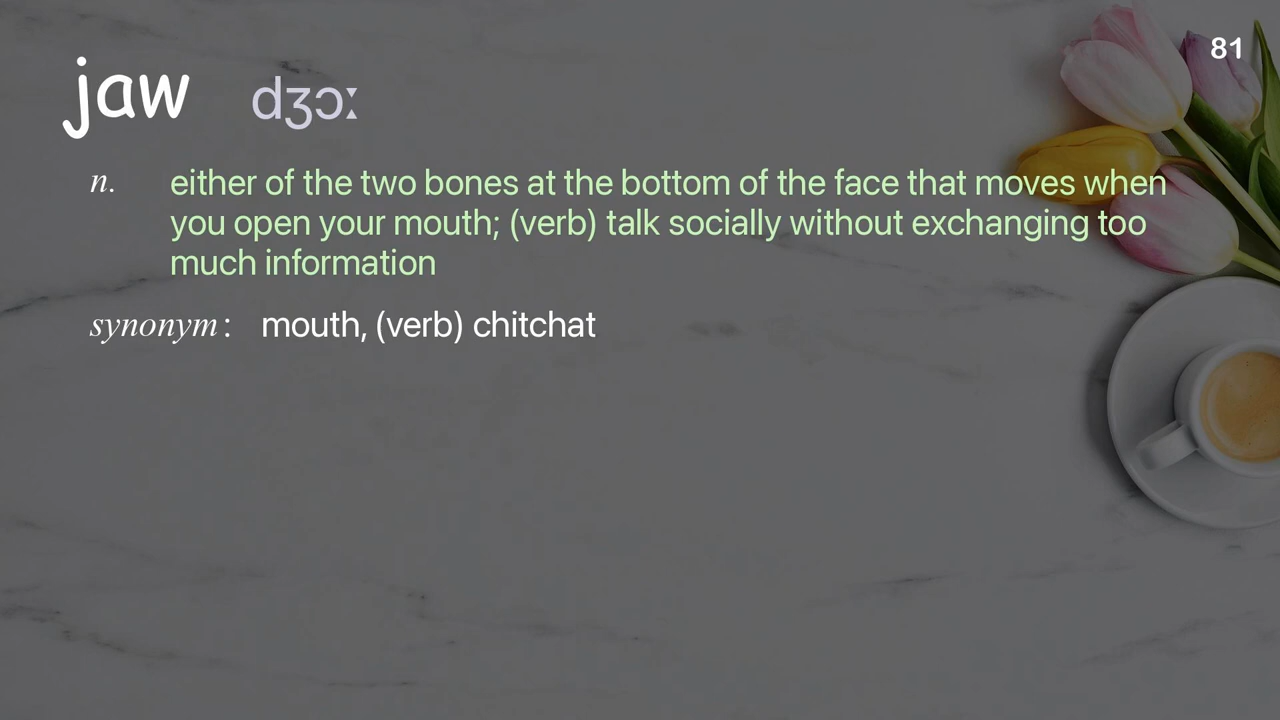 81
jaw dʒɔː
n. either of the two bones at the bottom of the face that moves when
you open your mouth; (verb) talk socially without exchanging too
much information
synonym: mouth, (verb) chitchat